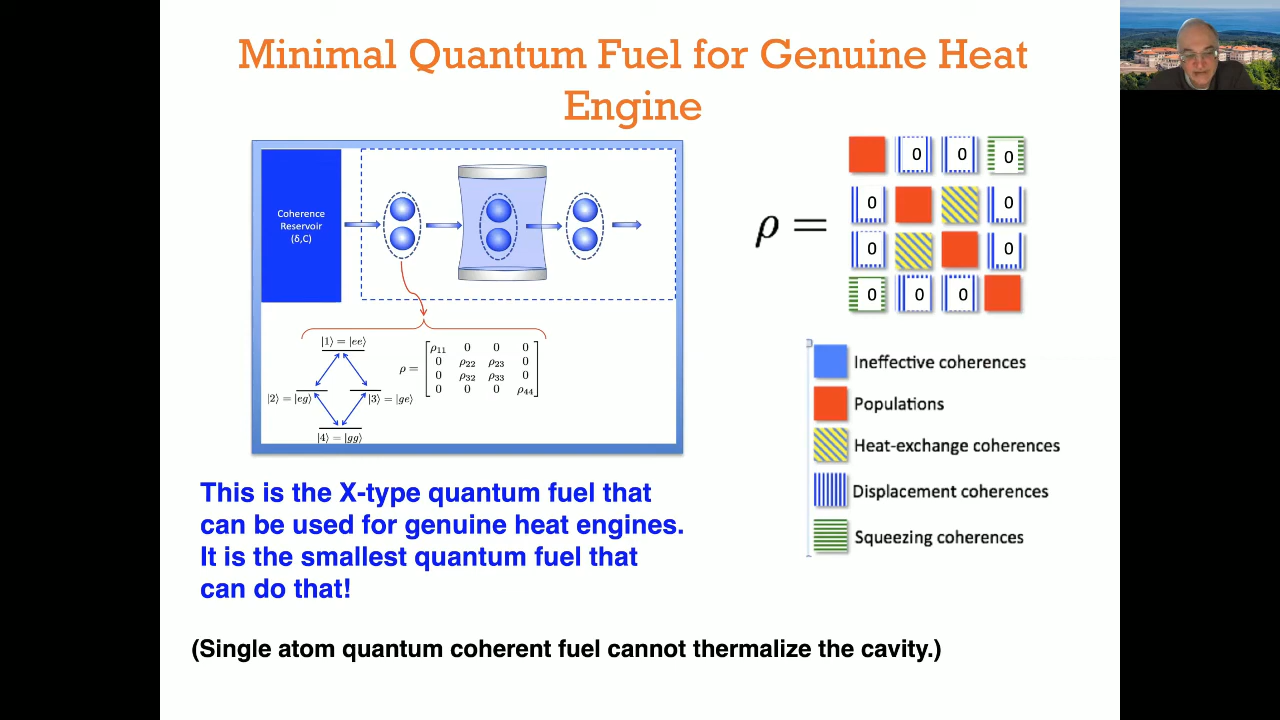 Minimal Quantum Fuel for Genuine Heat
Engine
Coherence
Reservoir
(δ,C)
|1⟩ = |ee⟩
|2⟩ = |eg⟩
|3⟩ = |ge⟩
|4⟩ = |gg⟩
ρ =
ρ11 0 0 0
0 ρ22 ρ23 0
0 ρ32 ρ33 0
0 0 0 ρ44
ρ =
0 0 0
0 0
0 0
0 0 0
Ineffective coherences
Populations
Heat-exchange coherences
Displacement coherences
Squeezing coherences
This is the X-type quantum fuel that
can be used for genuine heat engines.
It is the smallest quantum fuel that
can do that!
(Single atom quantum coherent fuel cannot thermalize the cavity.)